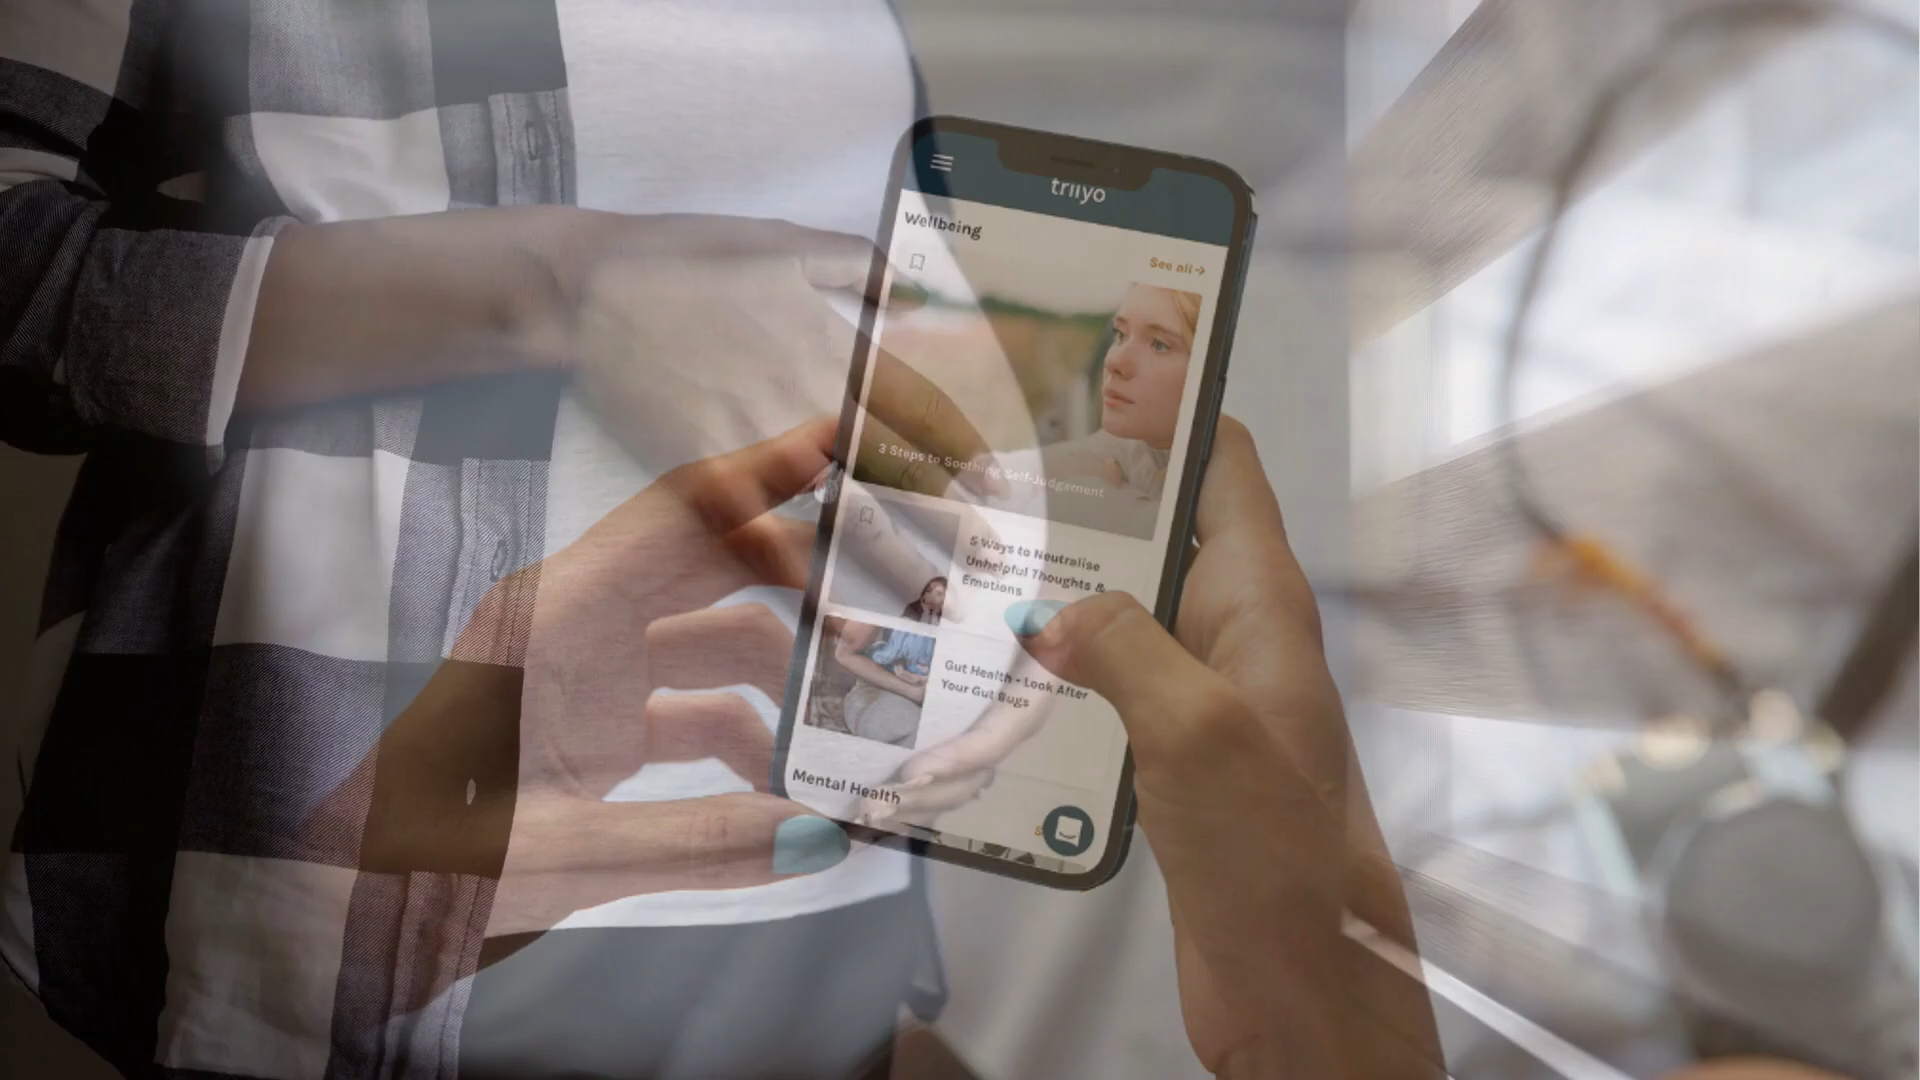 triiyo
Wellbeing
See all →
3 Steps to Soothing Self-Judgement
5 Ways to Neutralise
Unhelpful Thoughts &
Emotions
Gut Health - Look After
Your Gut Bugs
Mental Health